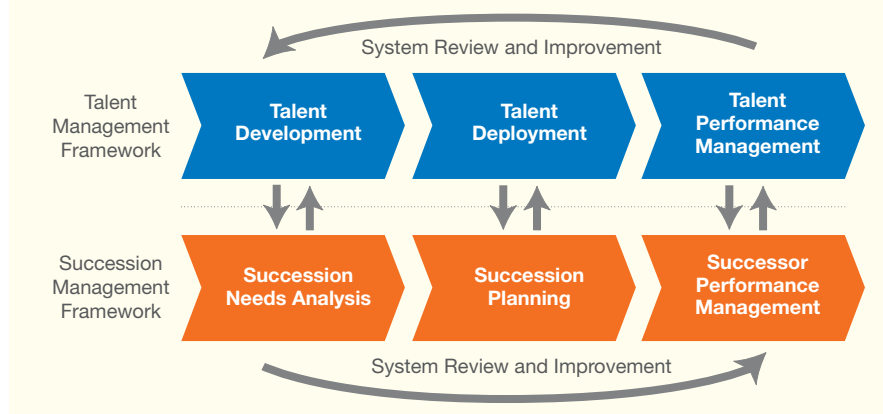 System Review and Improvement
Talent
Management
Framework
Talent
Development
Talent
Deployment
Talent
Performance
Management
Succession
Management
Framework
Succession
Needs Analysis
Succession
Planning
Successor
Performance
Management
System Review and Improvement